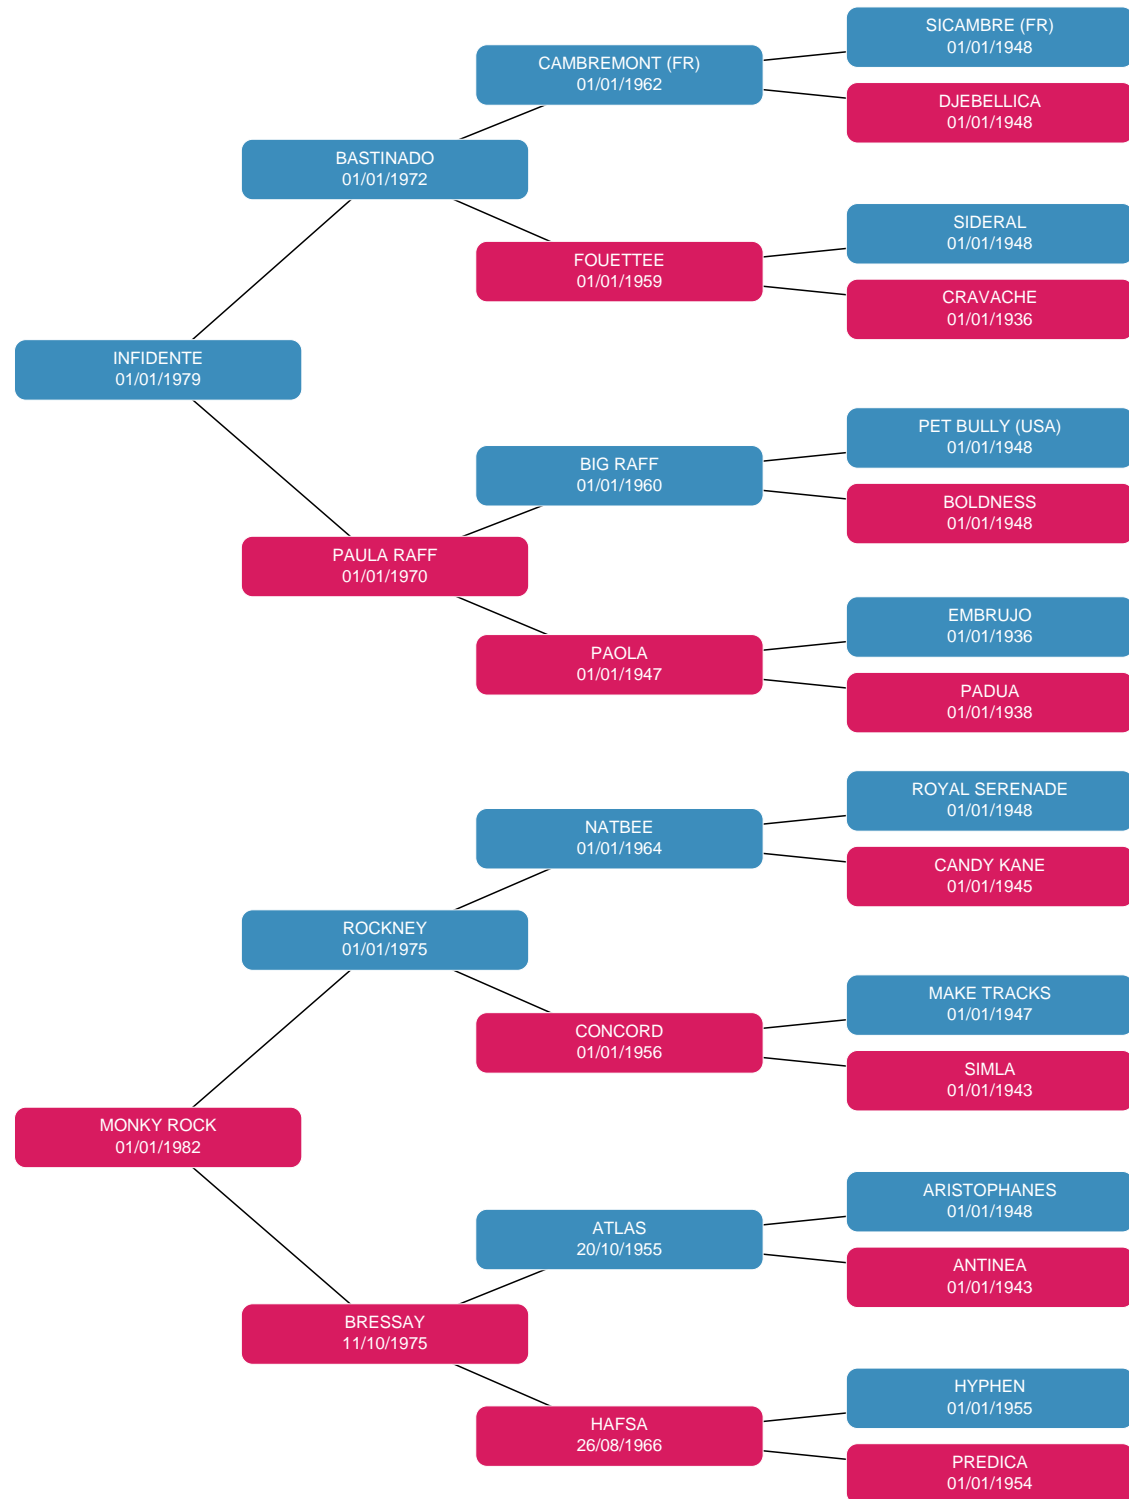 SICAMBRE (FR)
01/01/1948
CAMBREMONT (FR)
01/01/1962
DJEBELLICA
01/01/1948
BASTINADO
01/01/1972
SIDERAL
01/01/1948
FOUETTEE
01/01/1959
CRAVACHE
01/01/1936
INFIDENTE
01/01/1979
PET BULLY (USA)
01/01/1948
BIG RAFF
01/01/1960
BOLDNESS
01/01/1948
PAULA RAFF
01/01/1970
EMBRUJO
01/01/1936
PAOLA
01/01/1947
PADUA
01/01/1938
ROYAL SERENADE
01/01/1948
NATBEE
01/01/1964
CANDY KANE
01/01/1945
ROCKNEY
01/01/1975
MAKE TRACKS
01/01/1947
CONCORD
01/01/1956
SIMLA
01/01/1943
MONKY ROCK
01/01/1982
ARISTOPHANES
01/01/1948
ATLAS
20/10/1955
ANTINEA
01/01/1943
BRESSAY
11/10/1975
HYPHEN
01/01/1955
HAFSA
26/08/1966
PREDICA
01/01/1954